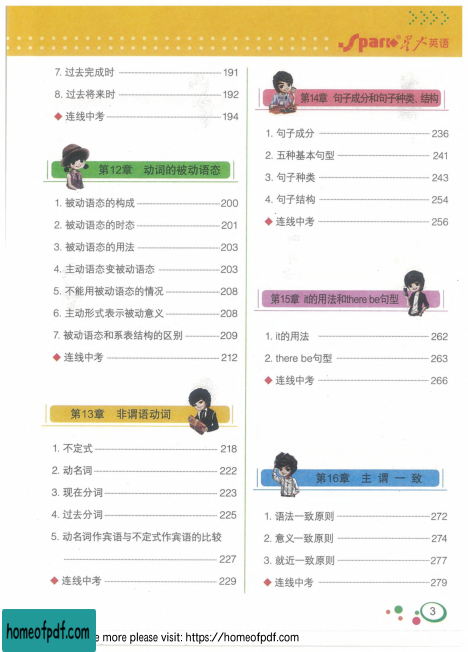 Spark 星火英语
7. 过去完成时 191
8. 过去将来时 192
◆ 连线中考 194
第12章 动词的被动语态
1. 被动语态的构成 200
2. 被动语态的时态 201
3. 被动语态的用法 203
4. 主动语态变被动语态 203
5. 不能用被动语态的情况 208
6. 主动形式表示被动意义 208
7. 被动语态和系表结构的区别 209
◆ 连线中考 212
第13章 非谓语动词
1. 不定式 218
2. 动名词 222
3. 现在分词 223
4. 过去分词 225
5. 动名词作宾语与不定式作宾语的比较
227
◆ 连线中考 229
第14章 句子成分和句子种类、结构
1. 句子成分 236
2. 五种基本句型 241
3. 句子种类 243
4. 句子结构 254
◆ 连线中考 256
第15章 it的用法和there be句型
1. it的用法 262
2. there be句型 263
◆ 连线中考 266
第16章 主谓一致
1. 语法一致原则 272
2. 意义一致原则 274
3. 就近一致原则 277
◆ 连线中考 279
3
homeofpdf.com
e more please visit: https://homeofpdf.com